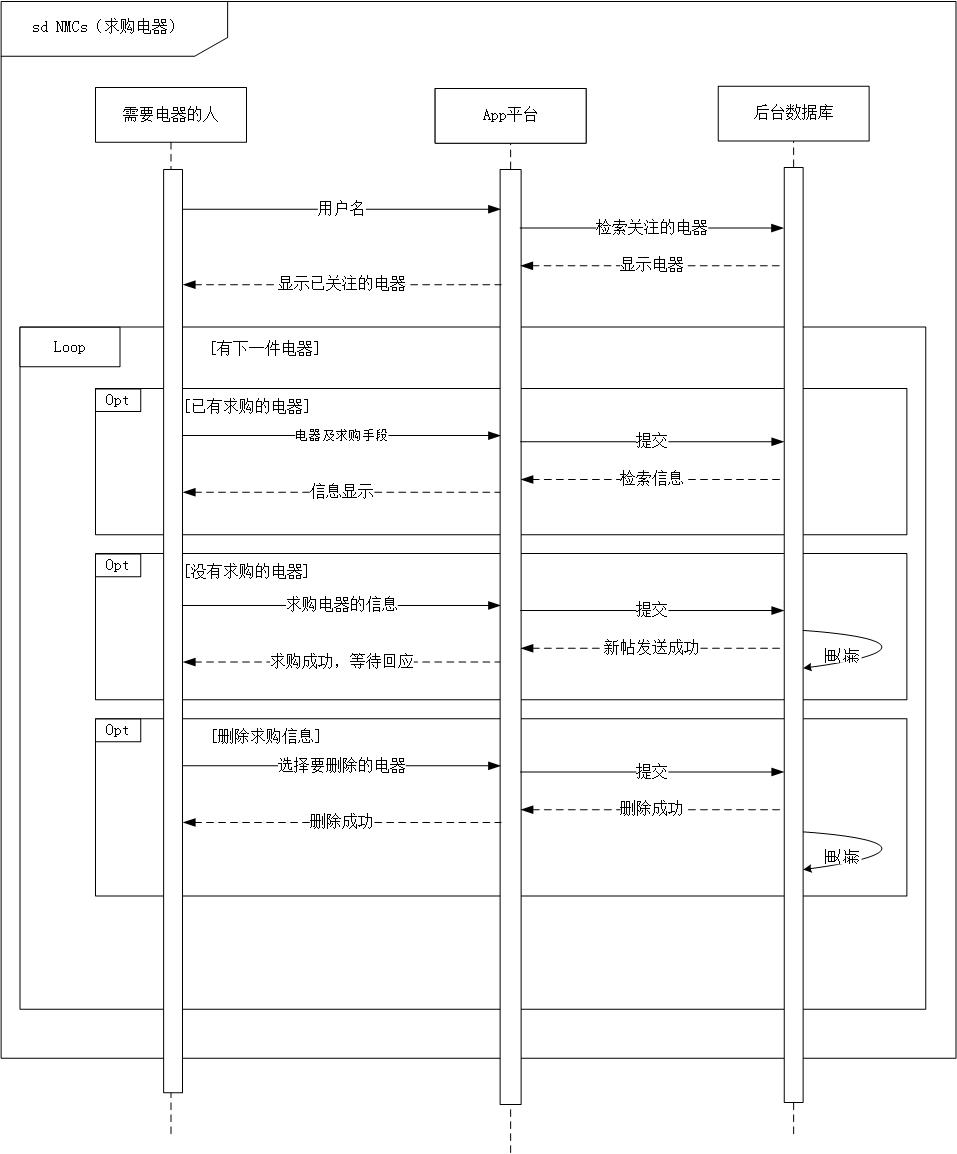 sd NMCs（求购电器）
需要电器的人
App平台
后台数据库
用户名
检索关注的电器
显示电器
显示已关注的电器
Loop
[有下一件电器]
Opt
[已有求购的电器]
电器及求购手段
提交
检索信息
信息显示
Opt
[没有求购的电器]
求购电器的信息
提交
新帖发送成功
更新
求购成功，等待回应
Opt
[删除求购信息]
选择要删除的电器
提交
删除成功
删除成功
更新